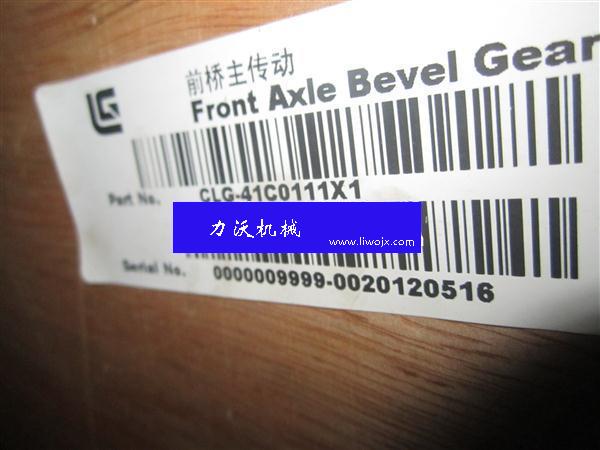 前桥主传动
Front Axle Bevel Gear
Part No. CLG-41C0111X1
力沃机械
www.liwojx.com
Serial No. 0000009999-0020120516